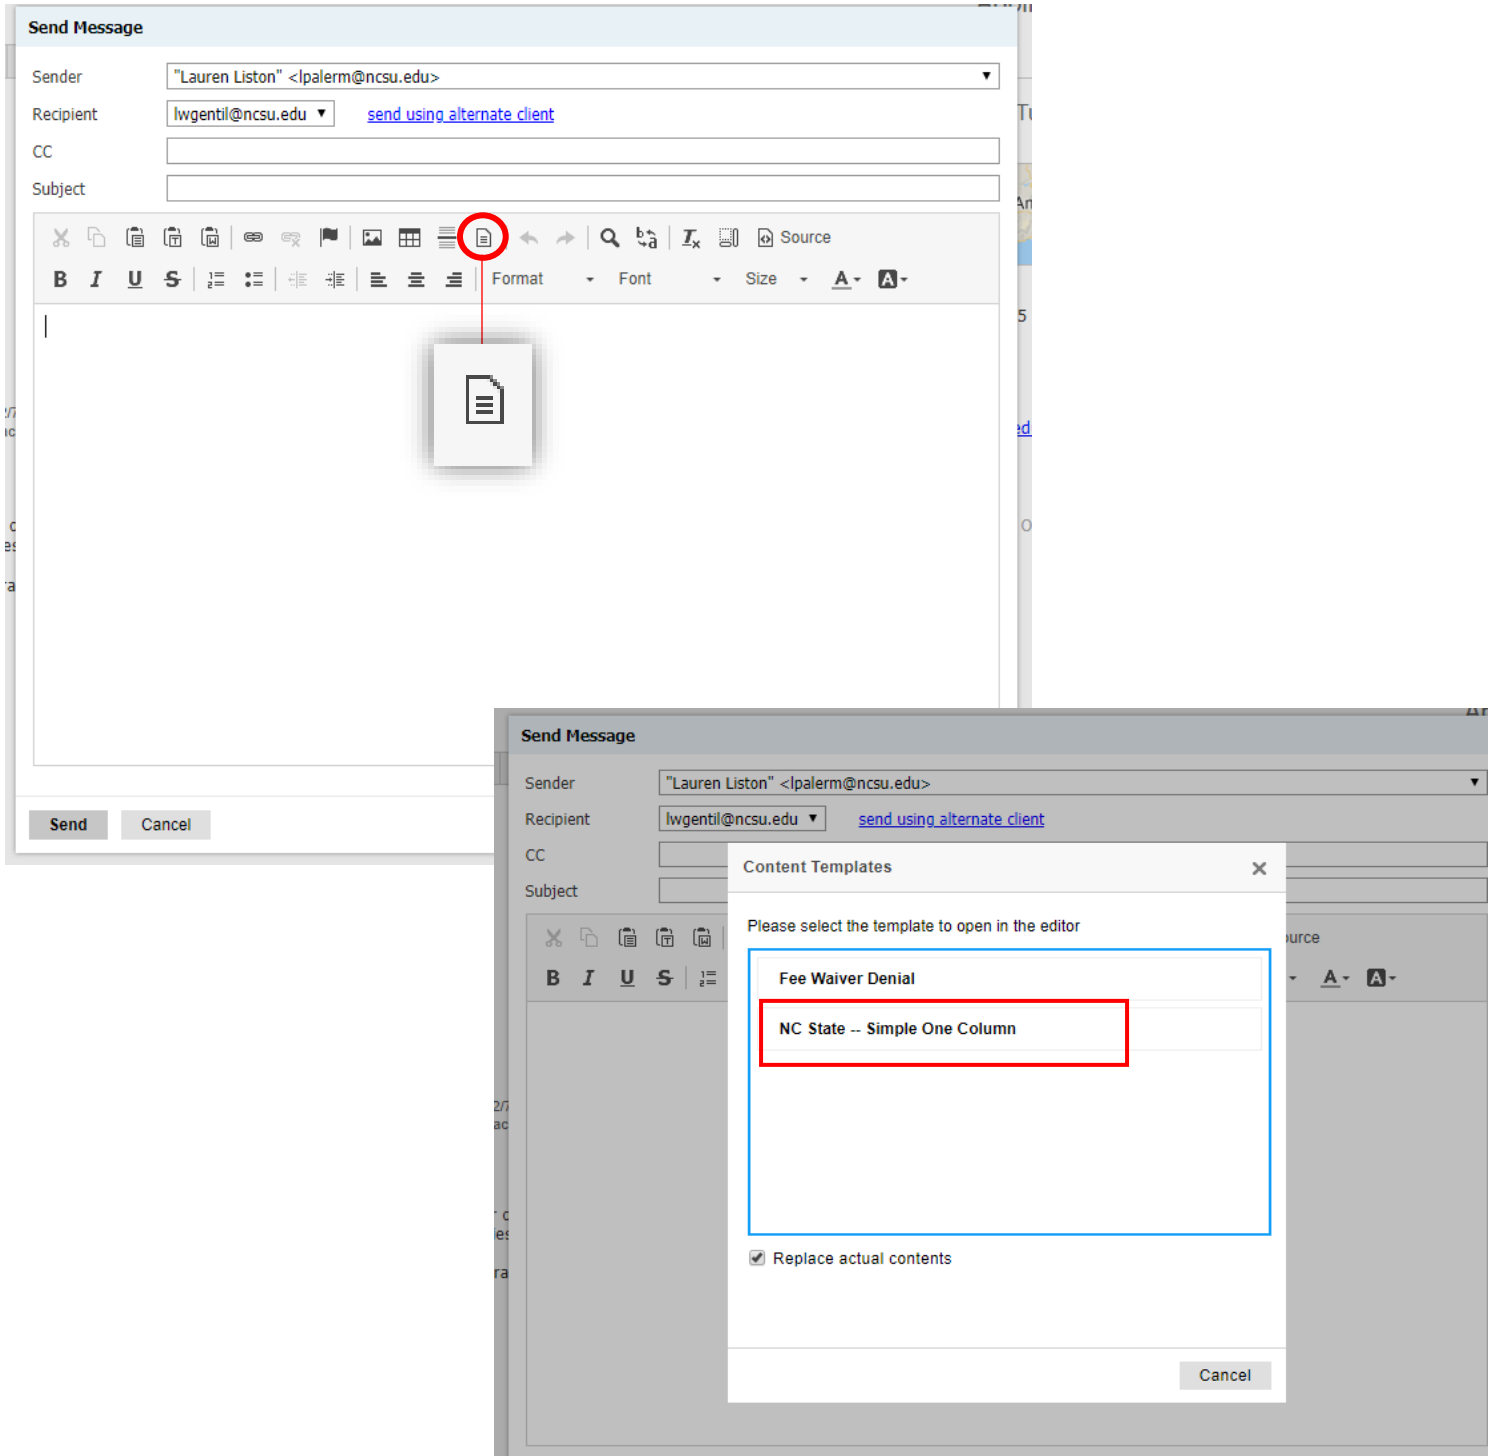 Send Message
Sender
"Lauren Liston" <lpalerm@ncsu.edu>
Recipient
lwgentil@ncsu.edu
send using alternate client
CC
Subject
Source
B I U S
Format
Font
Size
A
A
5
ed
Send
Cancel
Send Message
Sender
"Lauren Liston" <lpalerm@ncsu.edu>
Recipient
lwgentil@ncsu.edu
send using alternate client
CC
Subject
Content Templates
Please select the template to open in the editor
urce
B I U S
Fee Waiver Denial
A
A
NC State -- Simple One Column
Replace actual contents
Cancel